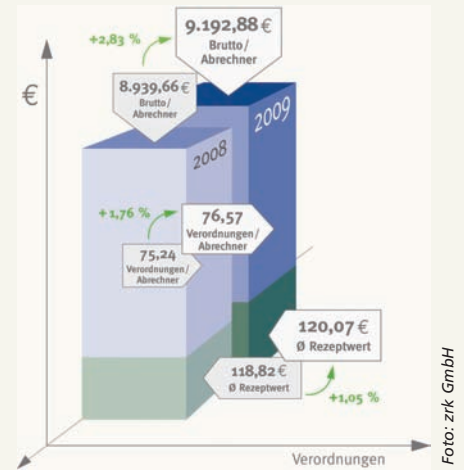 +2,83 %
9.192,88 €
Brutto/
Abrechner
8.939,66 €
Brutto/
Abrechner
€
2008
2009
+1,76 %
76,57
Verordnungen/
Abrechner
75,24
Verordnungen/
Abrechner
120,07 €
Ø Rezeptwert
118,82 €
Ø Rezeptwert
+1,05 %
Verordnungen
Foto: zrk GmbH